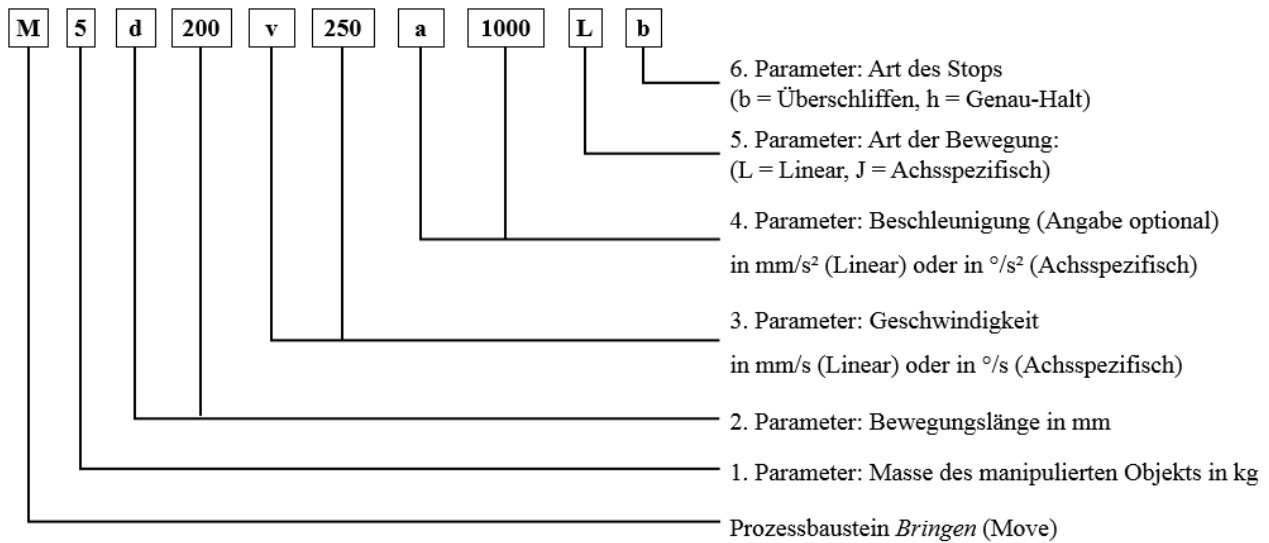 M 5 d 200 v 250 a 1000 L b
6. Parameter: Art des Stops
(b = Überschliffen, h = Genau-Halt)
5. Parameter: Art der Bewegung:
(L = Linear, J = Achsspezifisch)
4. Parameter: Beschleunigung (Angabe optional)
in mm/s² (Linear) oder in °/s² (Achsspezifisch)
3. Parameter: Geschwindigkeit
in mm/s (Linear) oder in °/s (Achsspezifisch)
2. Parameter: Bewegungslänge in mm
1. Parameter: Masse des manipulierten Objekts in kg
Prozessbaustein Bringen (Move)